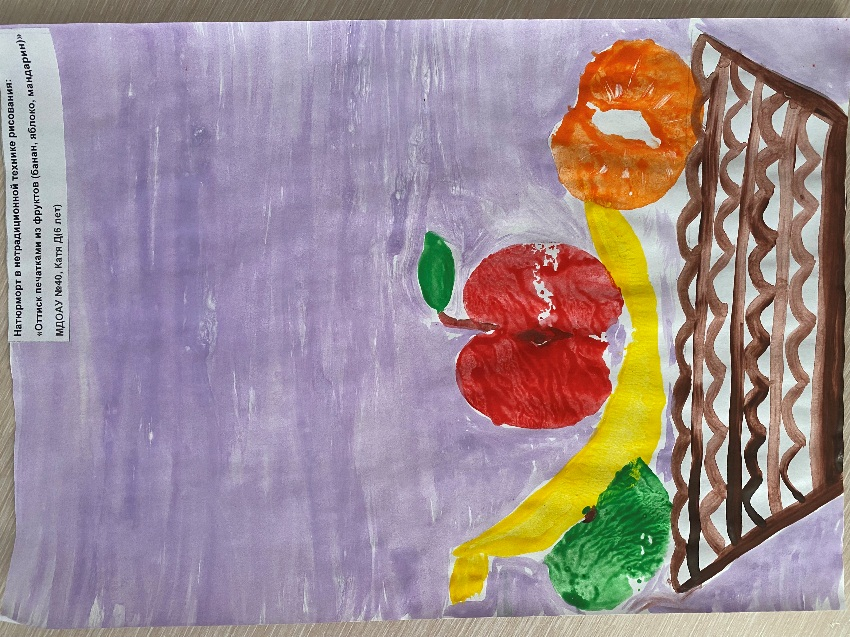 Натюрморт в нетрадиционной технике рисования:
«Оттиск печатками из фруктов (банан, яблоко, мандарин)»
МДОАУ №40, Катя Д(6 лет)